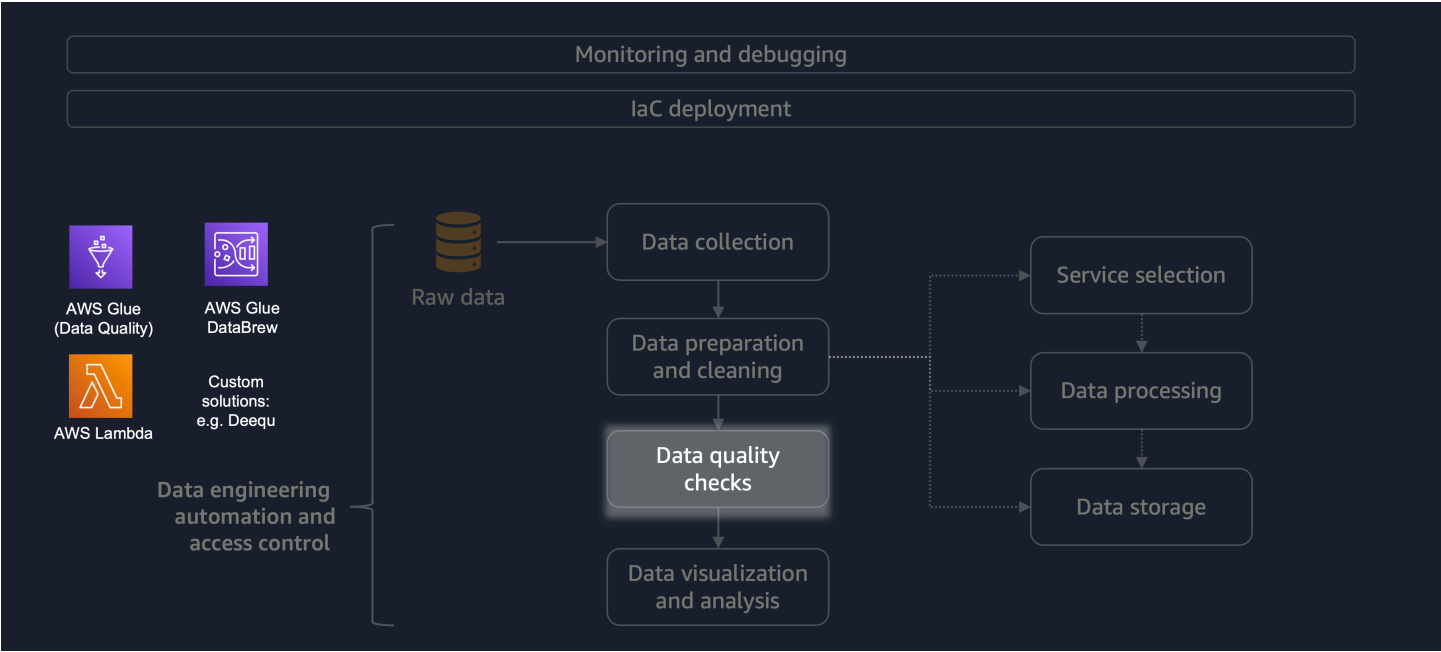 Monitoring and debugging
IaC deployment
AWS Glue
(Data Quality)
AWS Glue
DataBrew
AWS Lambda
Custom
solutions:
e.g. Deequ
Data engineering
automation and
access control
Raw data
Data collection
Data preparation
and cleaning
Data quality
checks
Data visualization
and analysis
Service selection
Data processing
Data storage